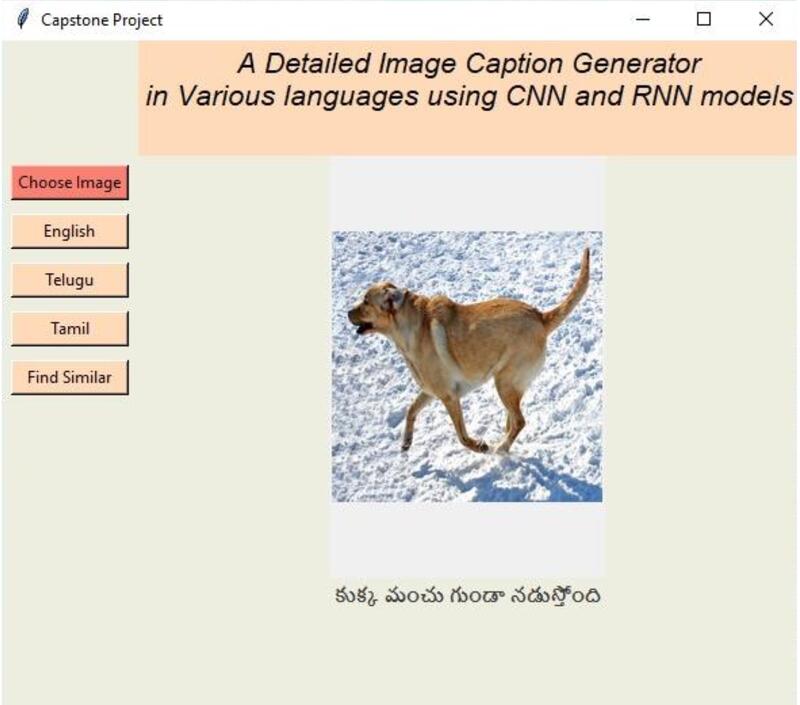 Capstone Project
A Detailed Image Caption Generator
in Various languages using CNN and RNN models
Choose Image
English
Telugu
Tamil
Find Similar
కుక్క మంచు గుండా నడుస్తోంది